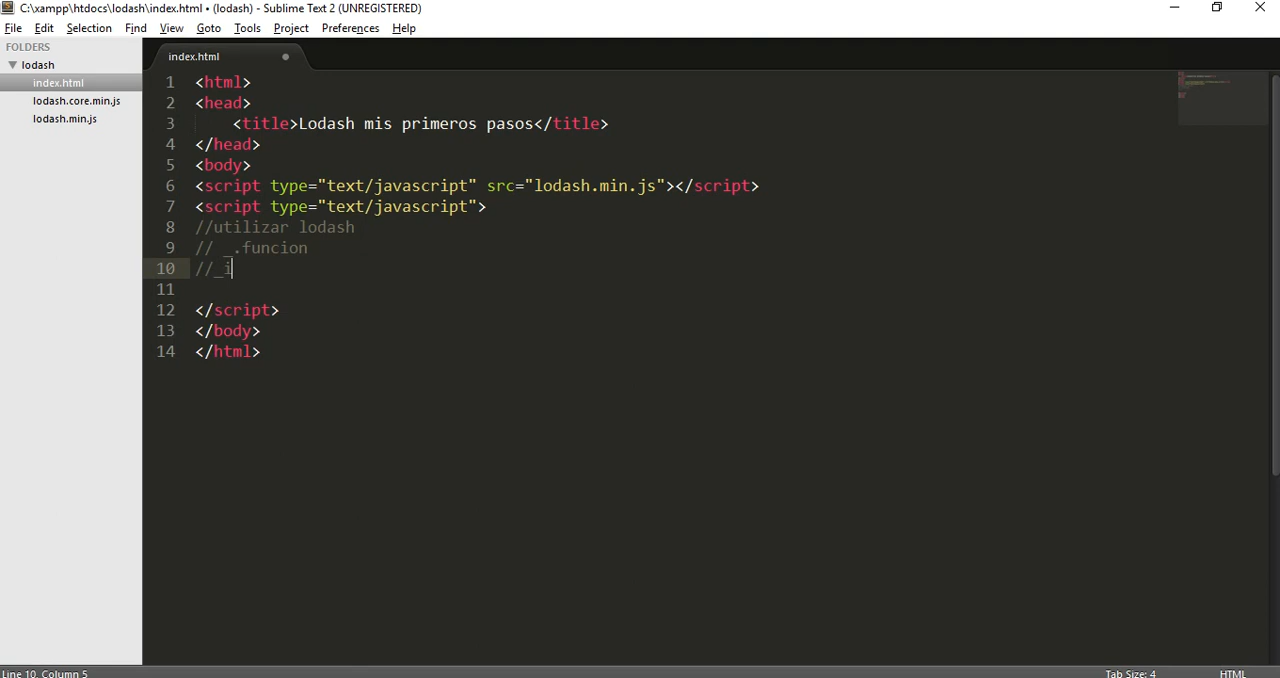 C:\xampp\htdocs\lodash\index.html • (lodash) - Sublime Text 2 (UNREGISTERED)
File Edit Selection Find View Goto Tools Project Preferences Help
FOLDERS
lodash
index.html
lodash.core.min.js
lodash.min.js
index.html
1 <html>
2 <head>
3 <title>Lodash mis primeros pasos</title>
4 </head>
5 <body>
6 <script type="text/javascript" src="lodash.min.js"></script>
7 <script type="text/javascript">
8 //utilizar lodash
9 // _.funcion
10 //_i
11
12 </script>
13 </body>
14 </html>
Line 10, Column 5 Tab Size: 4 HTML